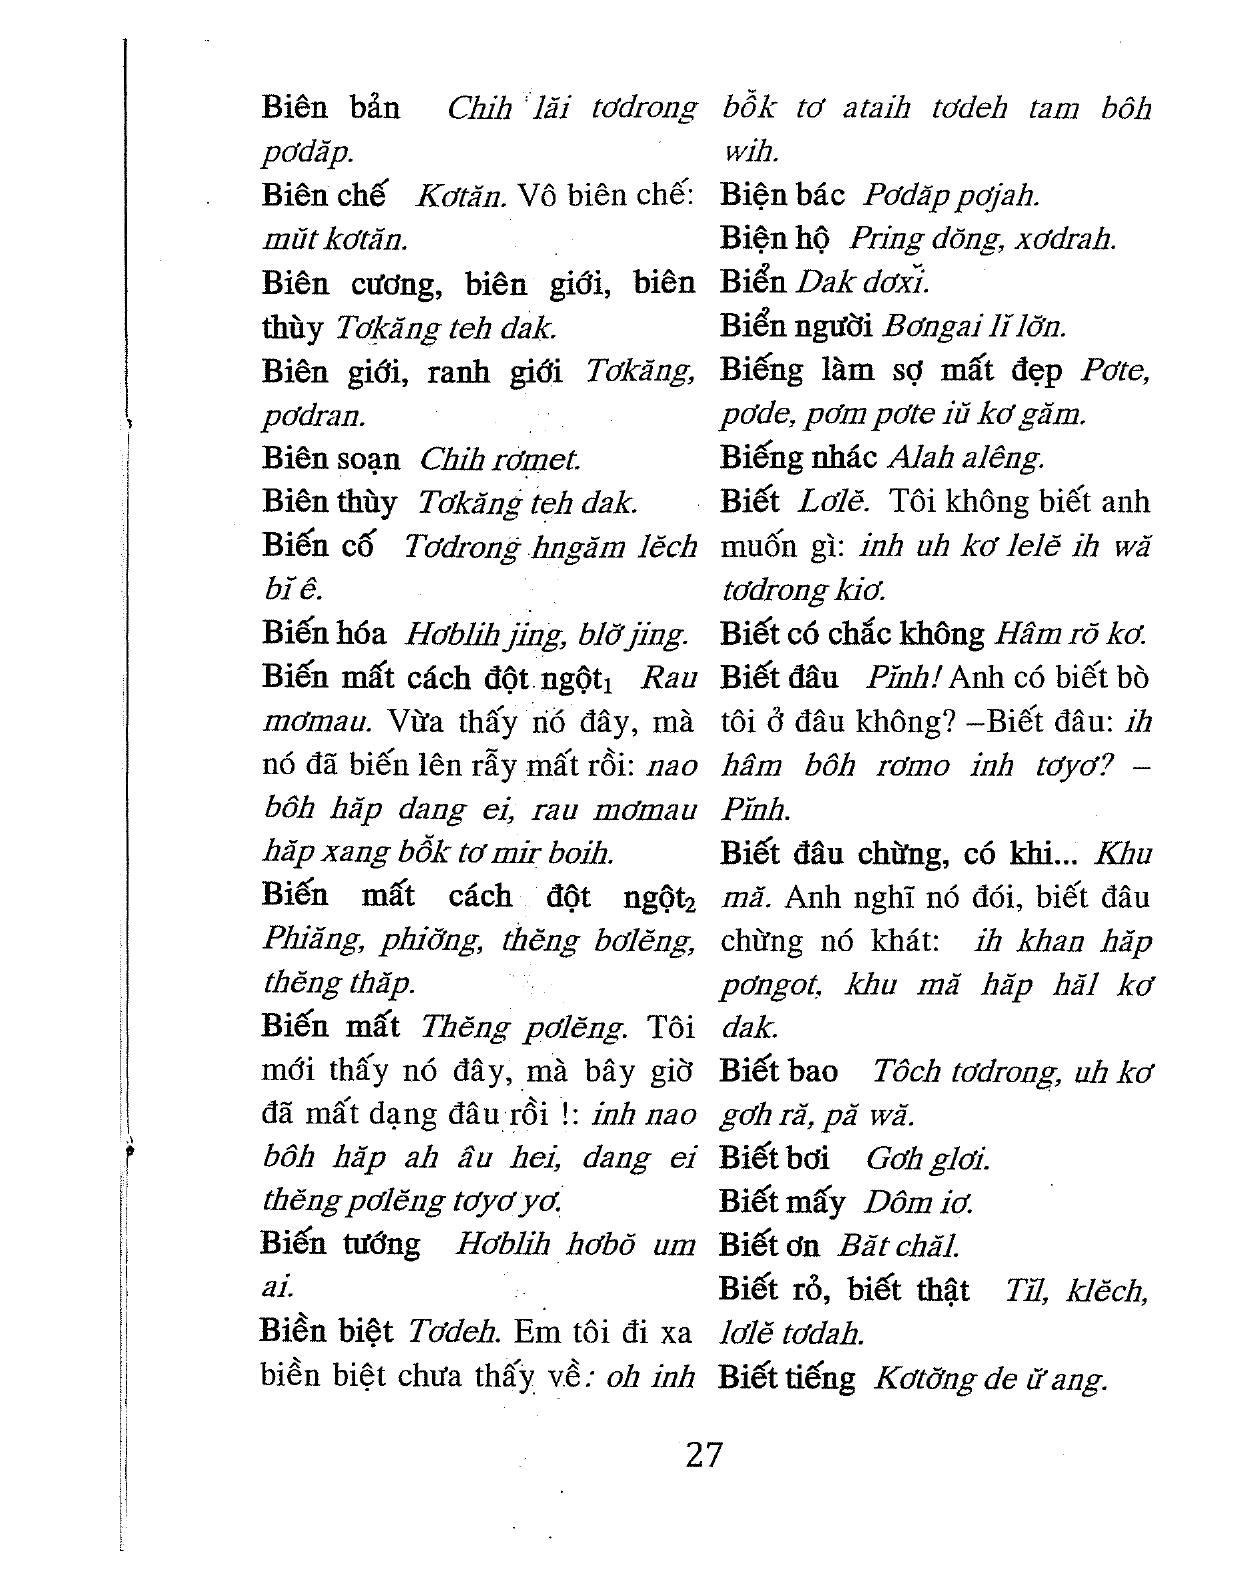 Biên bản Chih lăi tơdrong
pơdăp.
Biên chế Kơtăn. Vô biên chế:
mŭt kơtăn.
Biên cương, biên giới, biên
thùy Tơkăng teh dak.
Biên giới, ranh giới Tơkăng,
pơdran.
Biên soạn Chih rơmet.
Biên thùy Tơkăng teh dak.
Biến cố Tơdrong hngăm lĕch
bĭ ê.
Biến hóa Hơblih jing, blơ̆ jing.
Biến mất cách đột ngột₁ Rau
mơmau. Vừa thấy nó đây, mà
nó đã biến lên rẫy mất rồi: nao
bôh hăp dang ei, rau mơmau
hăp xang bô̆k tơ mir boih.
Biến mất cách đột ngột₂
Phiăng, phiơ̆ng, thĕng bơlĕng,
thĕng thăp.
Biến mất Thĕng pơlĕng. Tôi
mới thấy nó đây, mà bây giờ
đã mất dạng đâu rồi !: inh nao
bôh hăp ah âu hei, dang ei
thĕng pơlĕng tơyơ yơ.
Biến tướng Hơblih hơbŏ um
ai.
Biền biệt Tơdeh. Em tôi đi xa
biền biệt chưa thấy về: oh inh
bô̆k tơ ataih tơdeh tam bôh
wih.
Biện bác Pơdăp pơjah.
Biện hộ Pring dŏng, xơdrah.
Biển Dak dơxĭ.
Biển người Bơngai lĭ lơ̆n.
Biếng làm sợ mất đẹp Pơte,
pơde, pơm pơte iŭ kơ găm.
Biếng nhác Alah alêng.
Biết Lơlĕ. Tôi không biết anh
muốn gì: inh uh kơ lelĕ ih wă
tơdrong kiơ.
Biết có chắc không Hâm rŏ kơ.
Biết đâu Pĭnh! Anh có biết bò
tôi ở đâu không? –Biết đâu: ih
hâm bôh rơmo inh tơyơ? –
Pĭnh.
Biết đâu chừng, có khi... Khu
mă. Anh nghĩ nó đói, biết đâu
chừng nó khát: ih khan hăp
pơngot, khu mă hăp hăl kơ
dak.
Biết bao Tôch tơdrong, uh kơ
gơh ră, pă wă.
Biết bơi Gơh glơi.
Biết mấy Dôm iơ.
Biết ơn Băt chăl.
Biết rỏ, biết thật Tĭl, klĕch,
lơlĕ tơdah.
Biết tiếng Kơtơ̆ng de ư̆ ang.
27